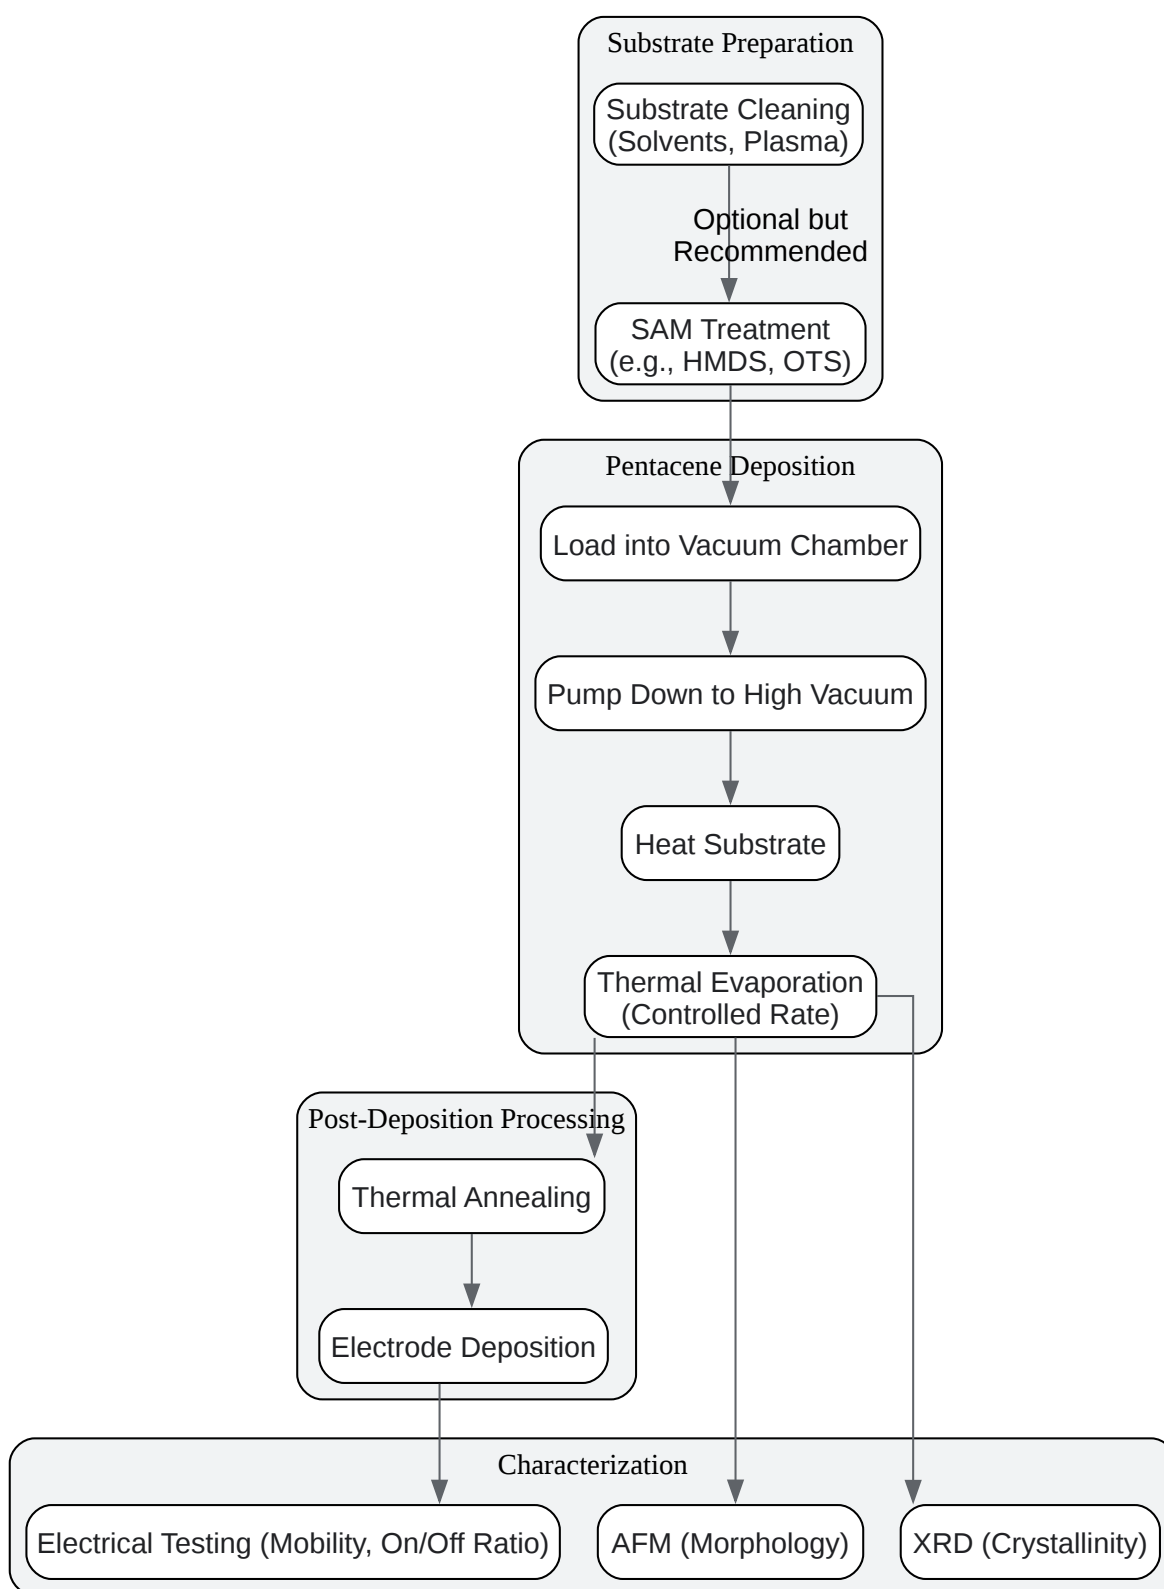 Substrate Preparation
Substrate Cleaning
(Solvents, Plasma)
Optional but
Recommended
SAM Treatment
(e.g., HMDS, OTS)
Pentacene Deposition
Load into Vacuum Chamber
Pump Down to High Vacuum
Heat Substrate
Thermal Evaporation
(Controlled Rate)
Post-Deposition Processing
Thermal Annealing
Electrode Deposition
Characterization
Electrical Testing (Mobility, On/Off Ratio)
AFM (Morphology)
XRD (Crystallinity)